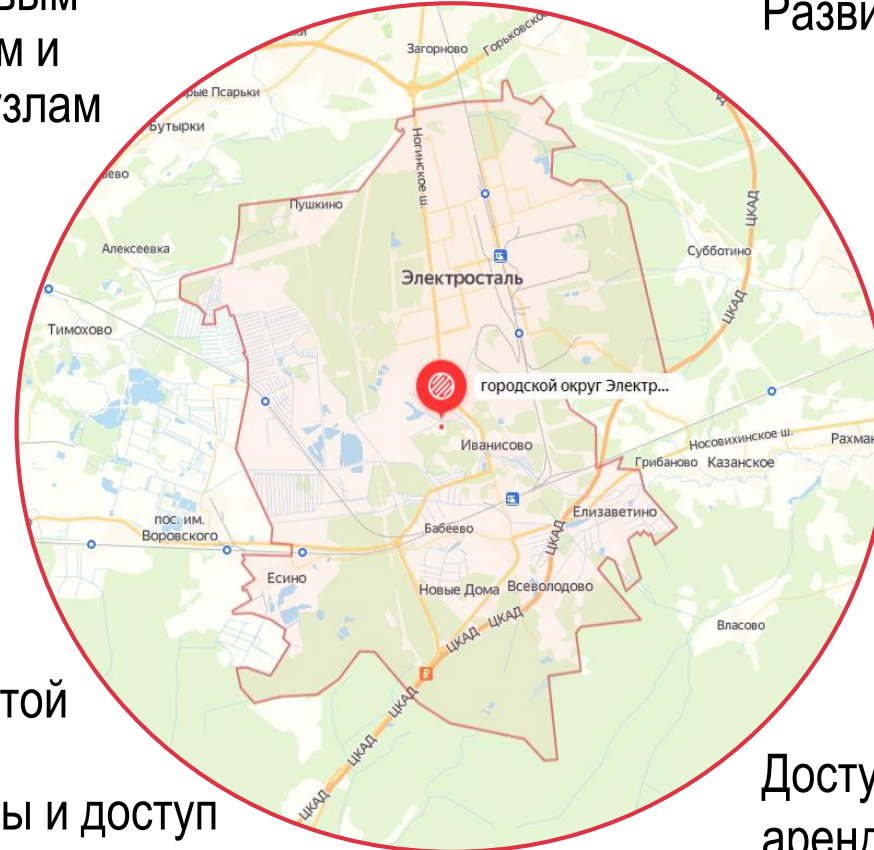 м и
узлам
Разви
Загорново
Горьковско
рые Псарьки
Бутырки
Ногинское ш.
Пушкино
Алексеевка
ЦКАД
Субботино
Электросталь
ЦКАД
Тимохово
городской округ Электр...
Иванисово
Носовихинское ш.
Рахман
Грибаново
Казанское
пос. им.
Воровского
Елизаветино
Бабеево
ЦКАД
Есино
Новые Дома
Всеволодово
ЦКАД
ЦКАД
Власово
той
ЦКАД
ЦКАД
ЦКАД
Досту
ы и доступ
аренд